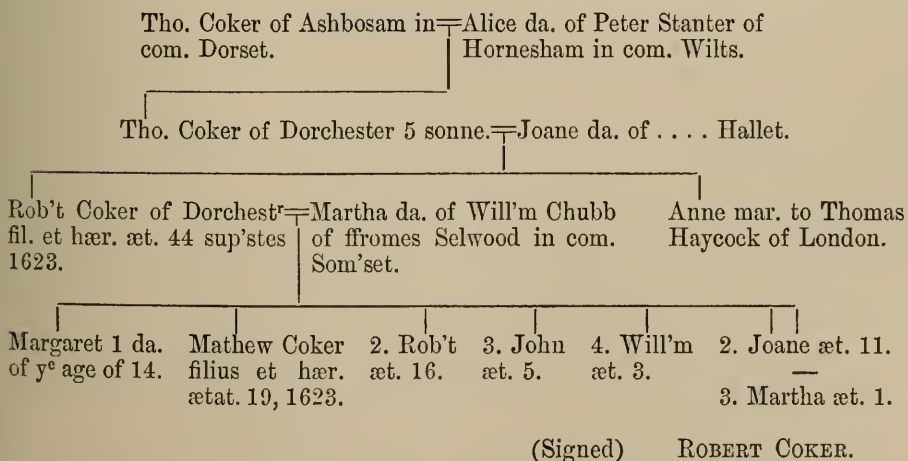 Tho. Coker of Ashbosam in Alice da. of Peter Stanter of
com. Dorset. Hornesham in com. Wilts.
Tho. Coker of Dorchester 5 sonne. Joane da. of . . . . Hallet.
Rob't Coker of Dorchestʳ
fil. et hær. æt. 44 sup'stes
1623.
Martha da. of Will'm Chubb
of ffromes Selwood in com.
Som'set.
Anne mar. to Thomas
Haycock of London.
Margaret 1 da.
of yᵉ age of 14.
Mathew Coker
filius et hær.
ætat. 19, 1623.
2. Rob't
æt. 16.
3. John
æt. 5.
4. Will'm
æt. 3.
2. Joane æt. 11.
—
3. Martha æt. 1.
(Signed) ROBERT COKER.